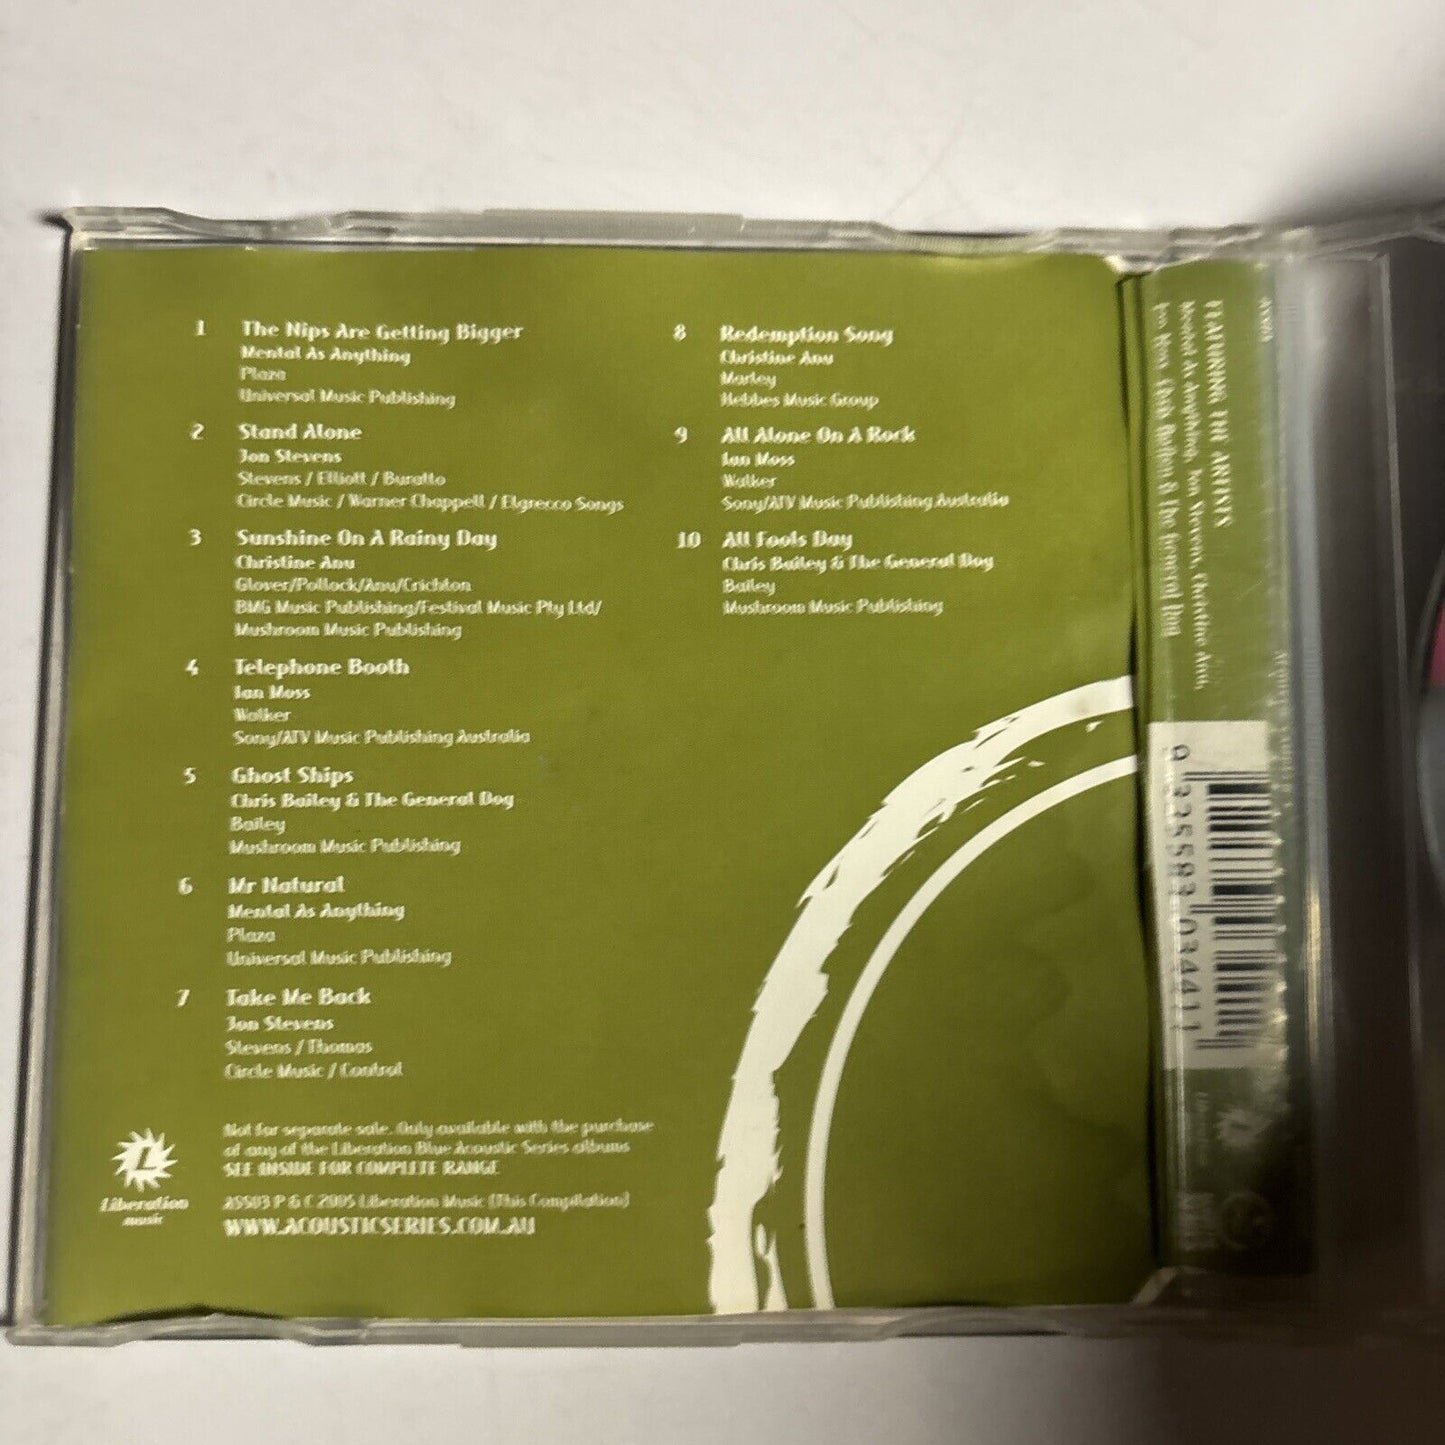 1 The Nips Are Getting Bigger
Mental As Anything
Plaza
Universal Music Publishing
2 Stand Alone
Jon Stevens
Stevens / Elliott / Buratto
Circle Music / Warner Chappell / Elgrecco Songs
3 Sunshine On A Rainy Day
Christine Anu
Glover/Pollock/Anu/Crichton
BMG Music Publishing/Festival Music Pty Ltd/
Mushroom Music Publishing
4 Telephone Booth
Ian Moss
Walker
Sony/ATV Music Publishing Australia
5 Ghost Ships
Chris Bailey & The General Dog
Bailey
Mushroom Music Publishing
6 Mr Natural
Mental As Anything
Plaza
Universal Music Publishing
7 Take Me Back
Jon Stevens
Stevens / Thomas
Circle Music / Control
8 Redemption Song
Christine Anu
Marley
Hebbes Music Group
9 All Alone On A Rock
Ian Moss
Walker
Sony/ATV Music Publishing Australia
10 All Fools Day
Chris Bailey & The General Dog
Bailey
Mushroom Music Publishing
Not for separate sale. Only available with the purchase
of any of the Liberation Blue Acoustic Series albums
SEE INSIDE FOR COMPLETE RANGE
ASS03 P & C 2005 Liberation Music (This Compilation)
WWW.ACOUSTICSERIES.COM.AU
L
Liberation
music
FEATURING THE ARTISTS
Mental As Anything, Jon Stevens, Christine Anu,
Ian Moss, Chris Bailey & The General Dog
9 325583 034411